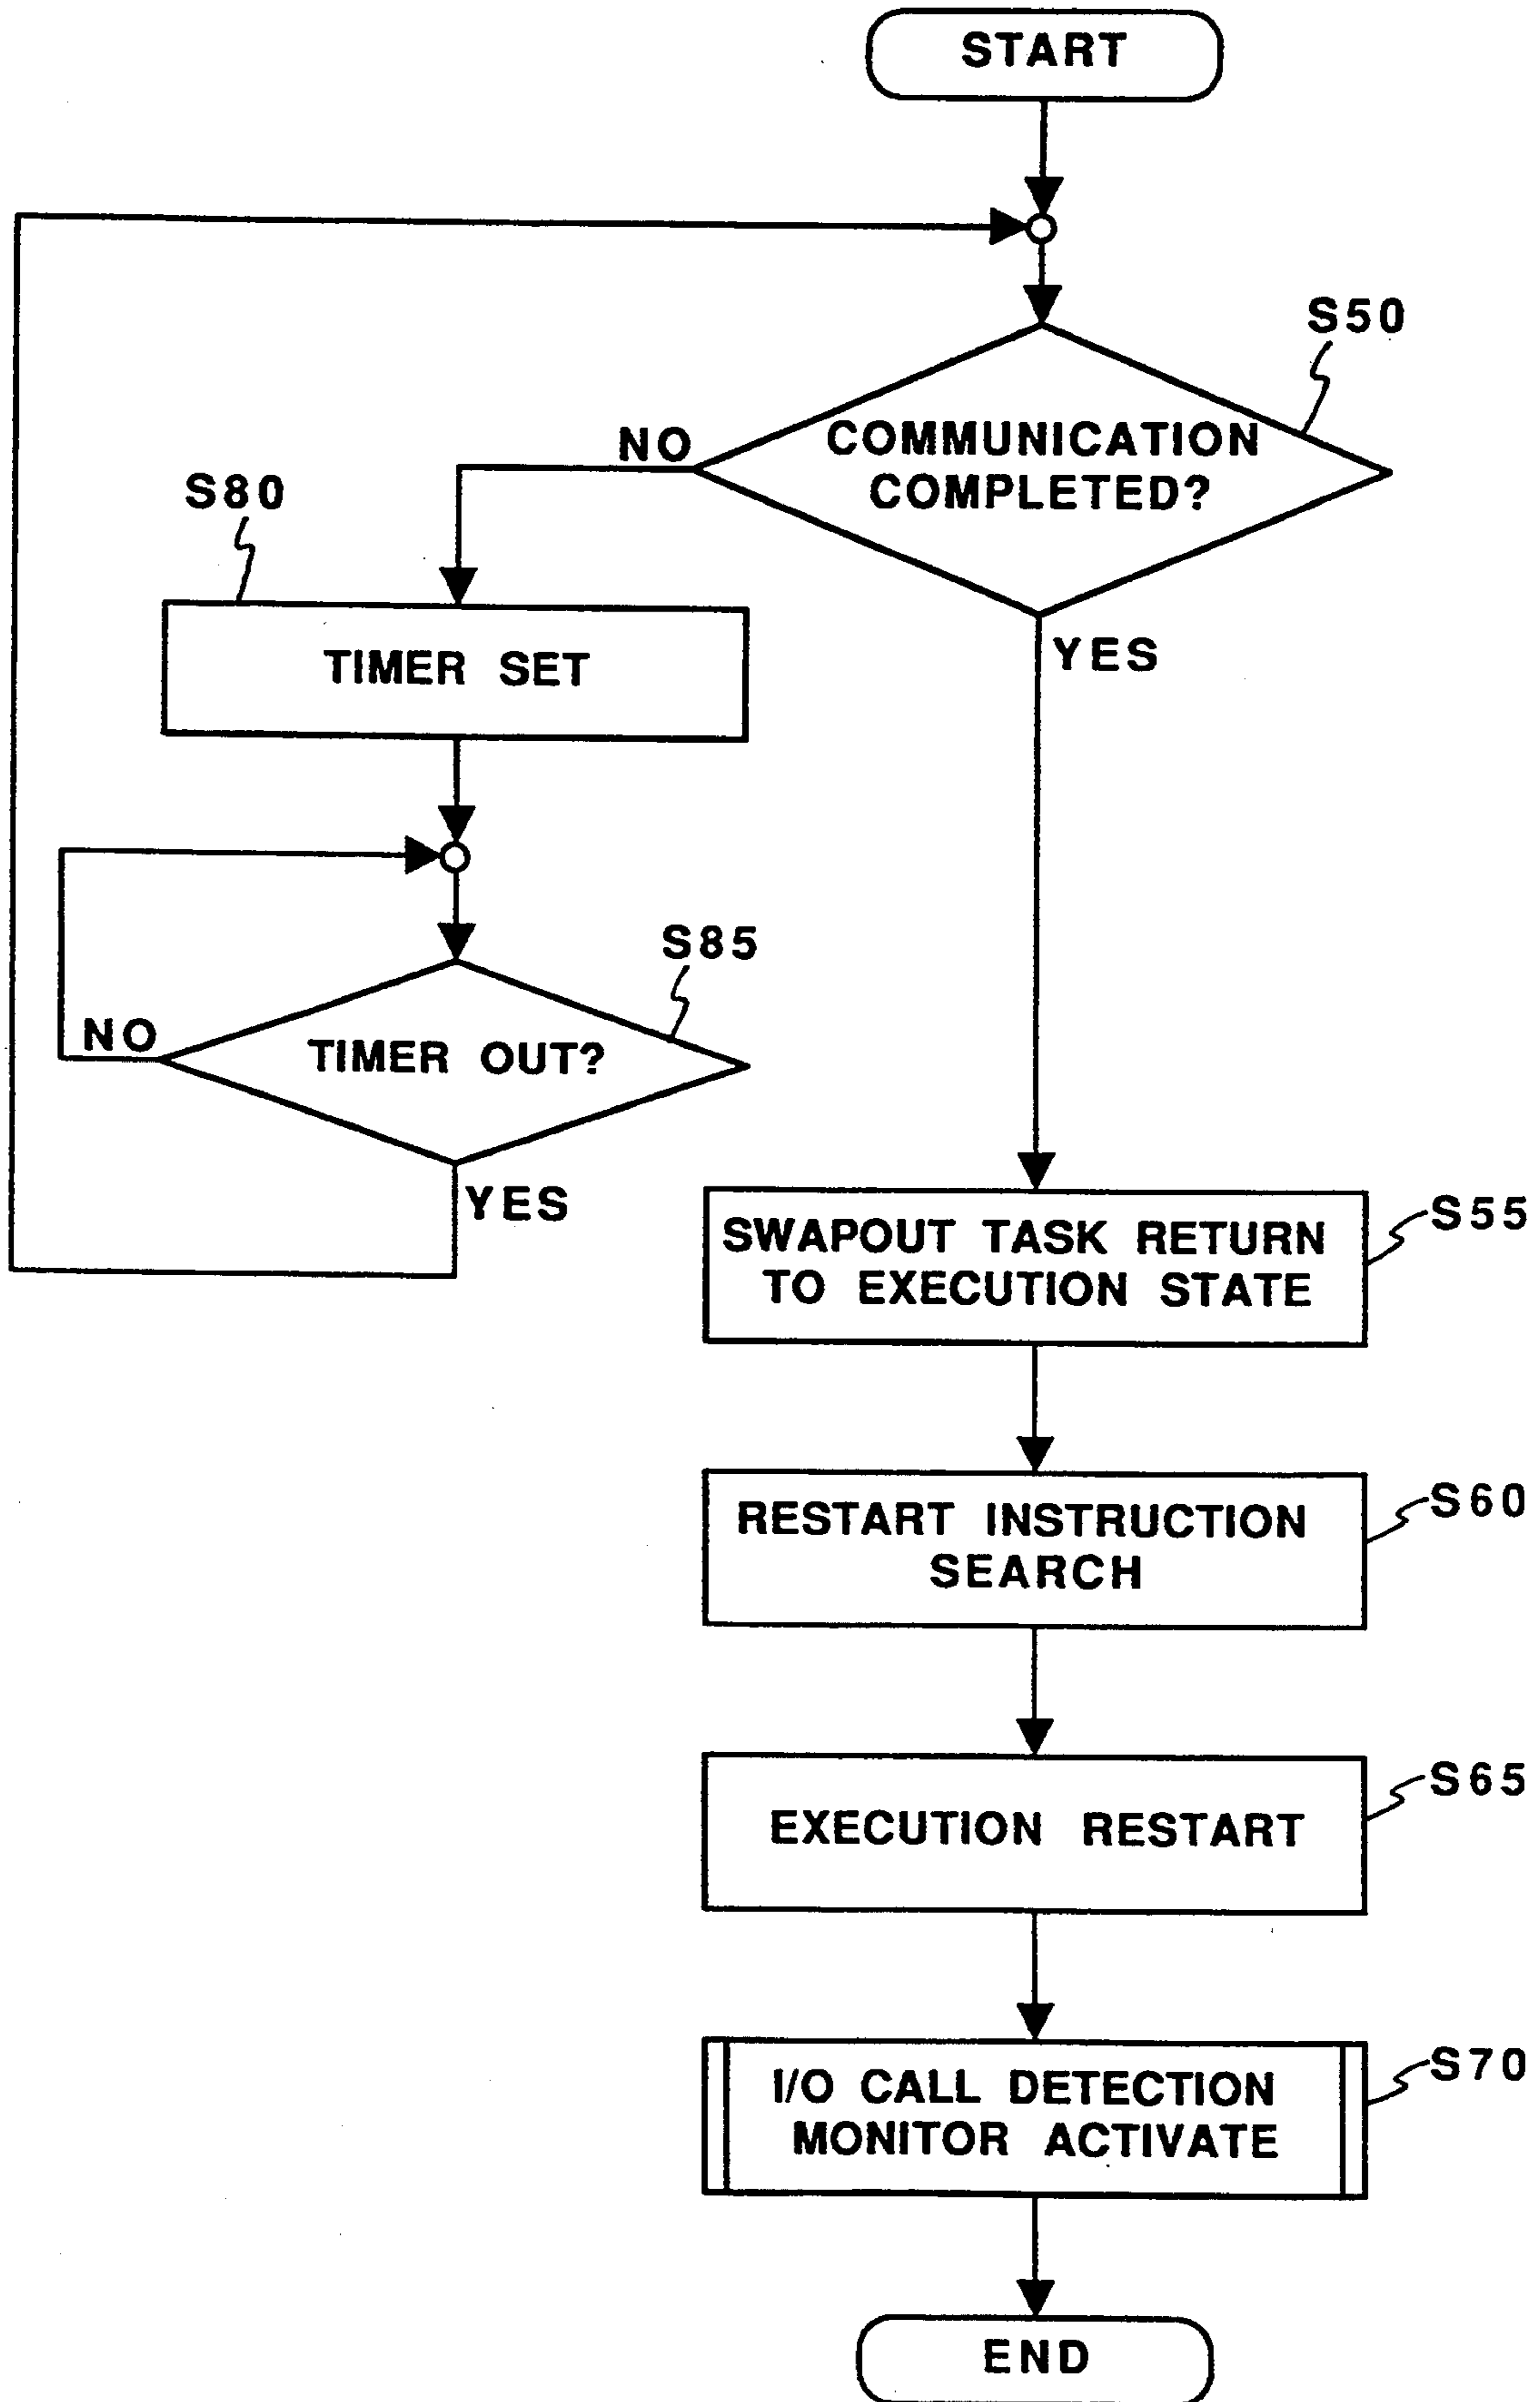 START
S50
COMMUNICATION
COMPLETED?
NO
YES
S80
TIMER SET
S85
TIMER OUT?
NO
YES
SWAPOUT TASK RETURN
TO EXECUTION STATE
S55
RESTART INSTRUCTION
SEARCH
S60
EXECUTION RESTART
S65
I/O CALL DETECTION
MONITOR ACTIVATE
S70
END